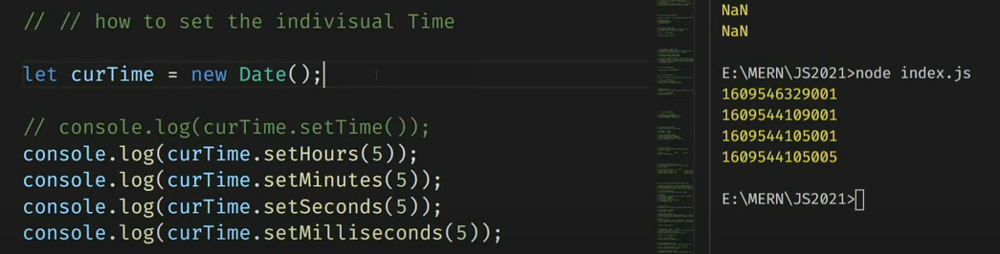 // // how to set the indivisual Time
let curTime = new Date();
// console.log(curTime.setTime());
console.log(curTime.setHours(5));
console.log(curTime.setMinutes(5));
console.log(curTime.setSeconds(5));
console.log(curTime.setMilliseconds(5));
NaN
NaN
E:\MERN\JS2021>node index.js
1609546329001
1609544109001
1609544105001
1609544105005
E:\MERN\JS2021>